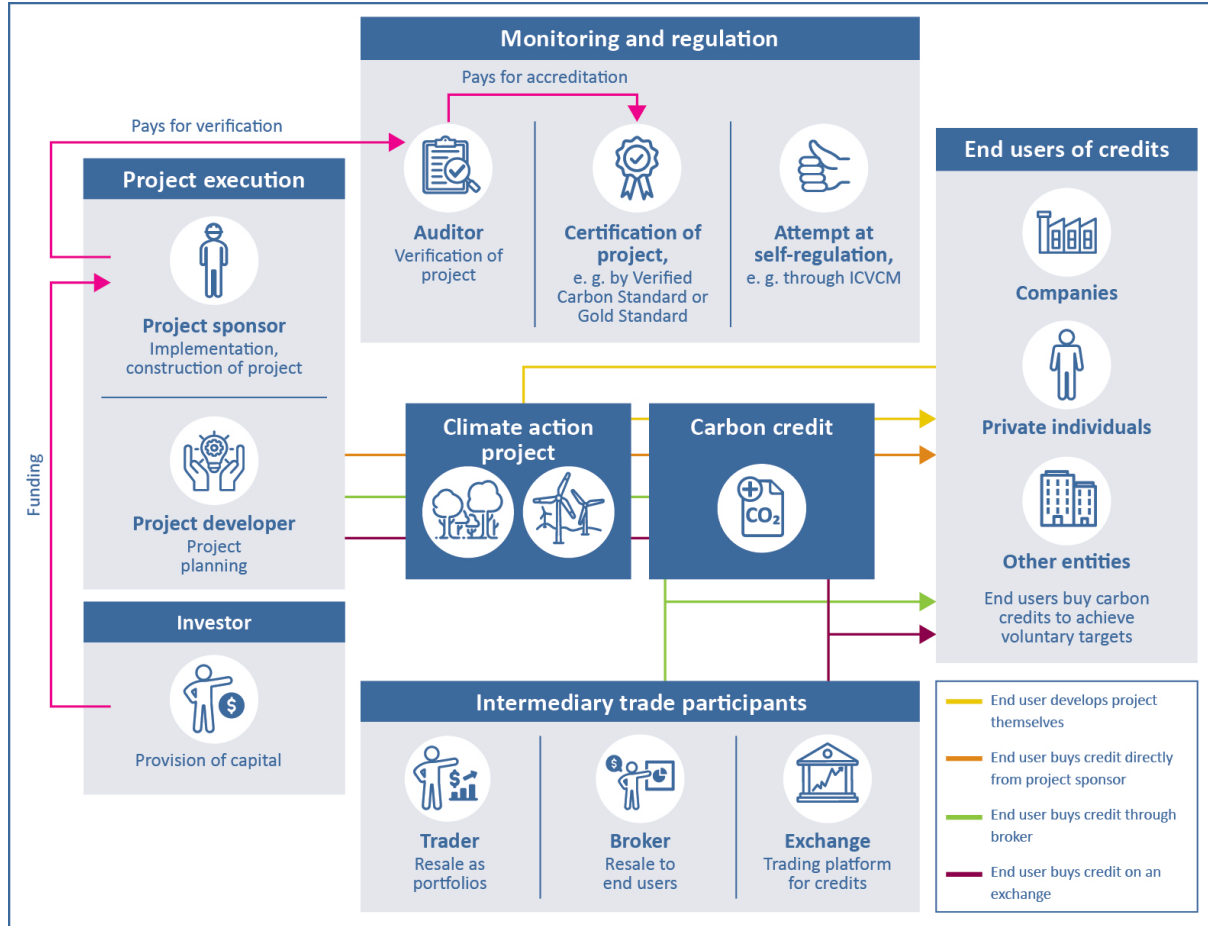 Monitoring and regulation
Pays for accreditation
Pays for verification
Auditor
Verification of
project
Certification of
project,
e. g. by Verified
Carbon Standard or
Gold Standard
Attempt at
self-regulation,
e. g. through ICVCM
Project execution
Project sponsor
Implementation,
construction of project
Project developer
Project
planning
Funding
Investor
Provision of capital
Climate action
project
Carbon credit
CO₂
End users of credits
Companies
Private individuals
Other entities
End users buy carbon
credits to achieve
voluntary targets
Intermediary trade participants
$
$
Trader
Resale as
portfolios
$
Broker
Resale to
end users
Exchange
Trading platform
for credits
End user develops project
themselves
End user buys credit directly
from project sponsor
End user buys credit through
broker
End user buys credit on an
exchange